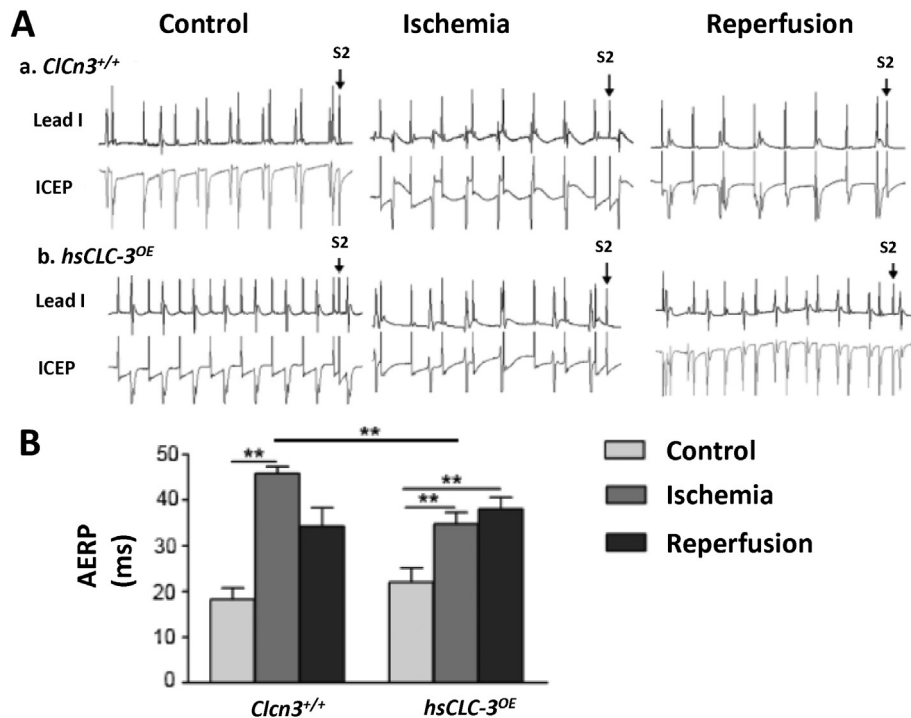 A
Control Ischemia Reperfusion
a. ClCn3+/+
S2 S2 S2
Lead I
ICEP
b. hsCLC-3OE
S2 S2 S2
Lead I
ICEP
B
** 
** ** **
50
40
30
20
10
0
AERP
(ms)
Clcn3+/+ hsCLC-3OE
Control
Ischemia
Reperfusion